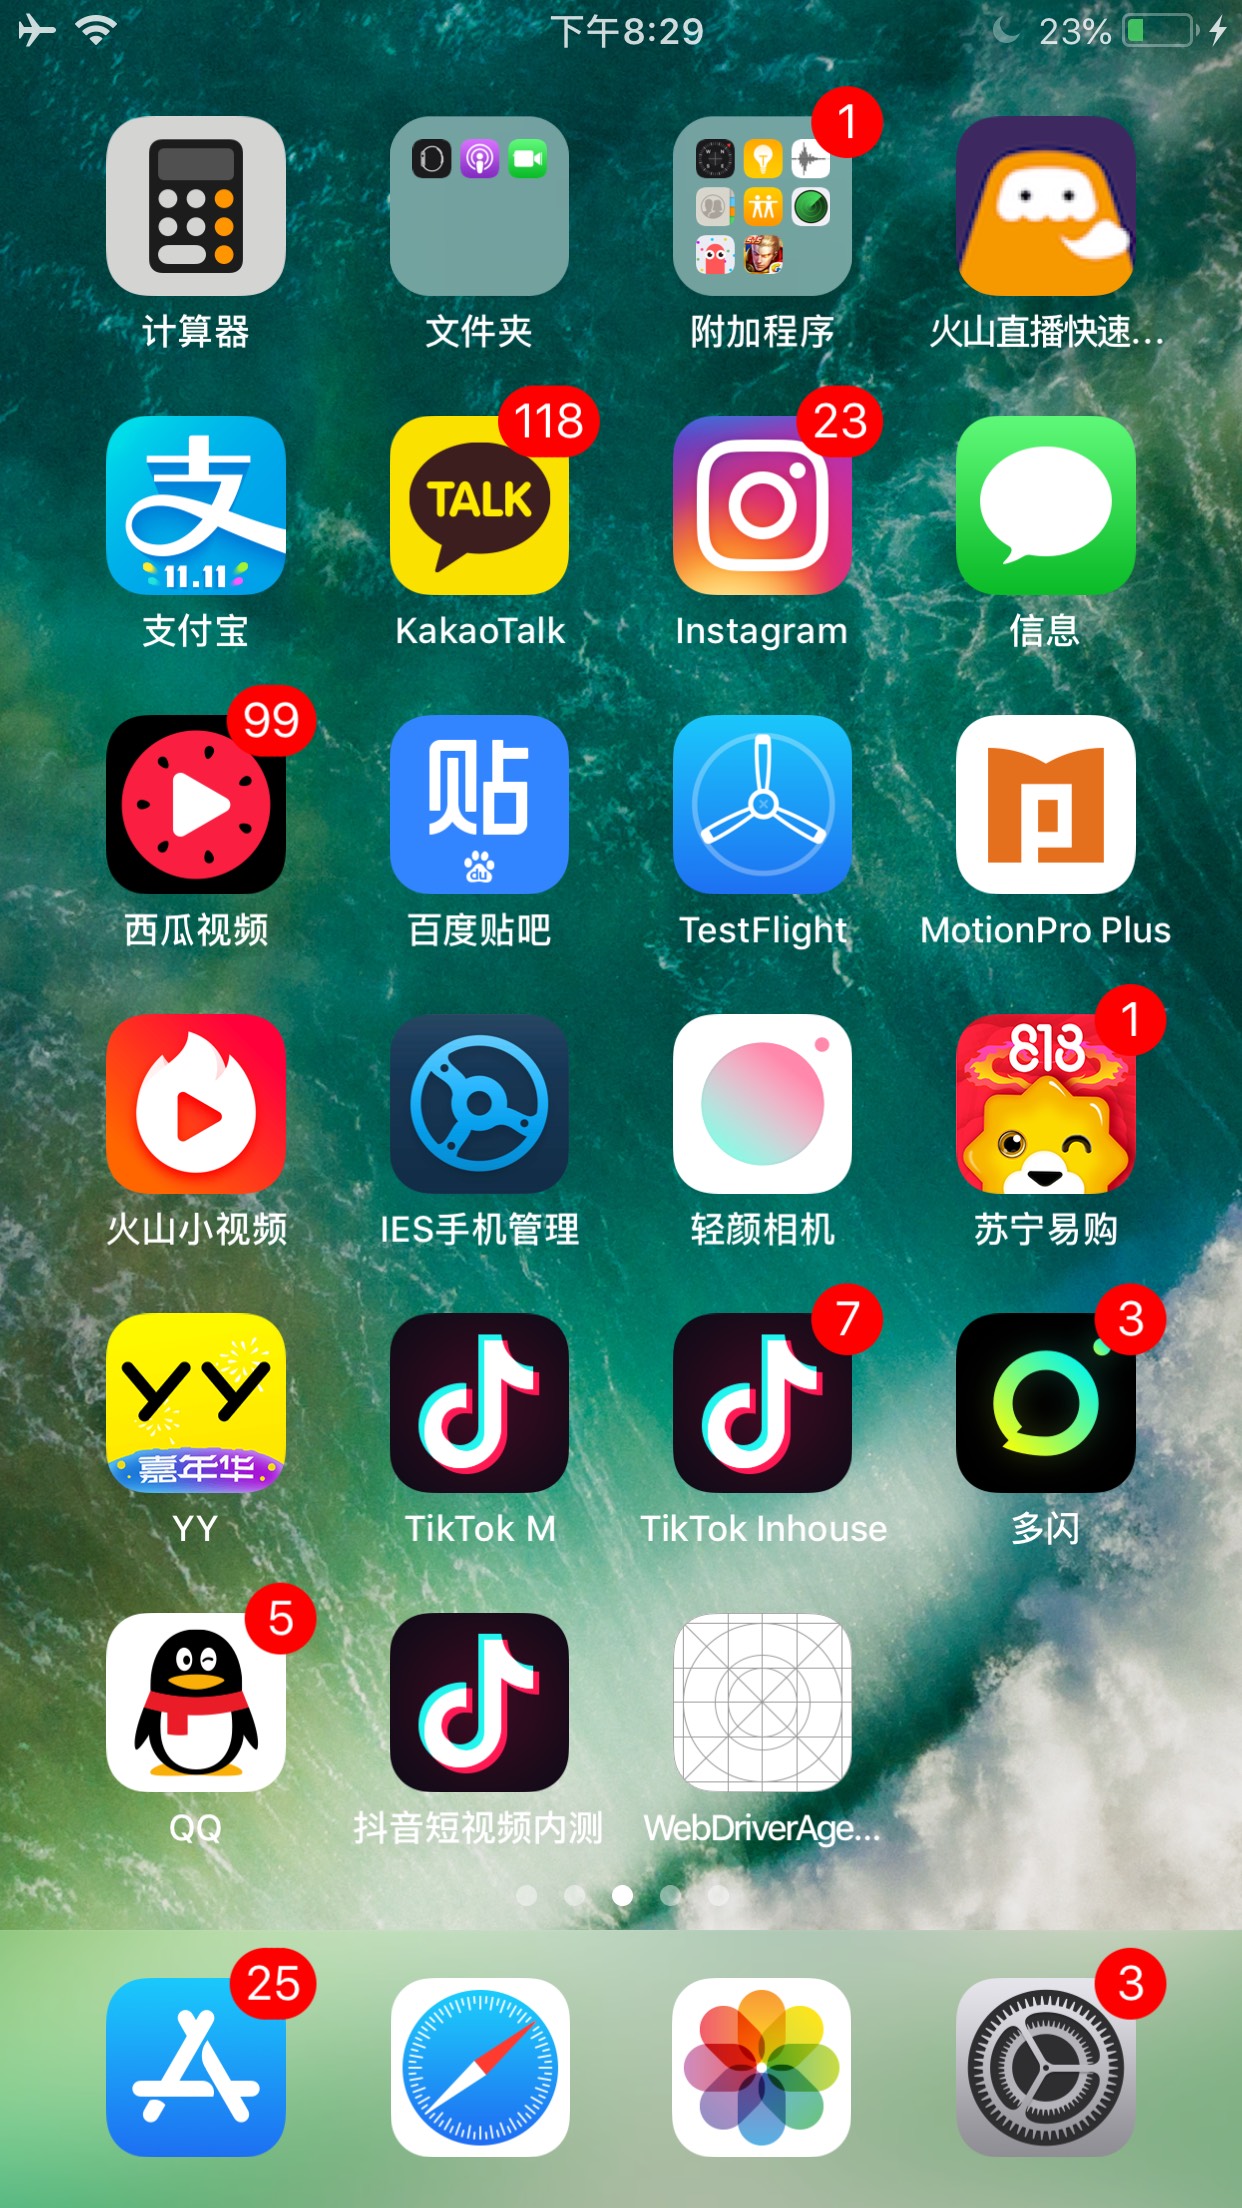 下午8:29
23%
1
计算器
文件夹
附加程序
火山直播快速...
118
23
TALK
11.11
支付宝
KakaoTalk
Instagram
信息
99
贴
du
西瓜视频
百度贴吧
TestFlight
MotionPro Plus
1
818
火山小视频
IES手机管理
轻颜相机
苏宁易购
7
3
YY
嘉年华
YY
TikTok M
TikTok Inhouse
多闪
5
QQ
抖音短视频内测
WebDriverAge...
25
3